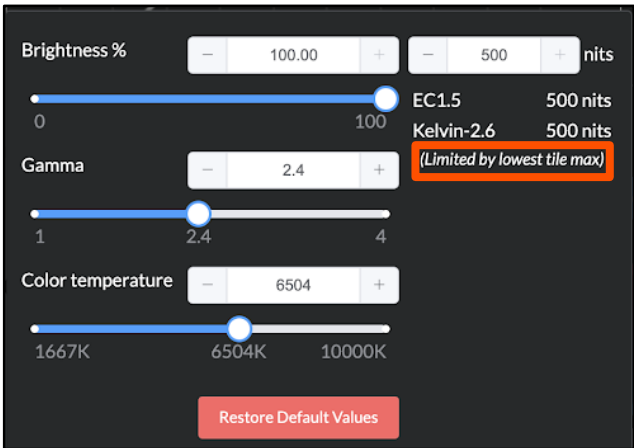 Brightness %
− 100.00 +
− 500 + nits
0 100
EC1.5 500 nits
Kelvin-2.6 500 nits
(Limited by lowest tile max)
Gamma
− 2.4 +
1 2.4 4
Color temperature
− 6504 +
1667K 6504K 10000K
Restore Default Values